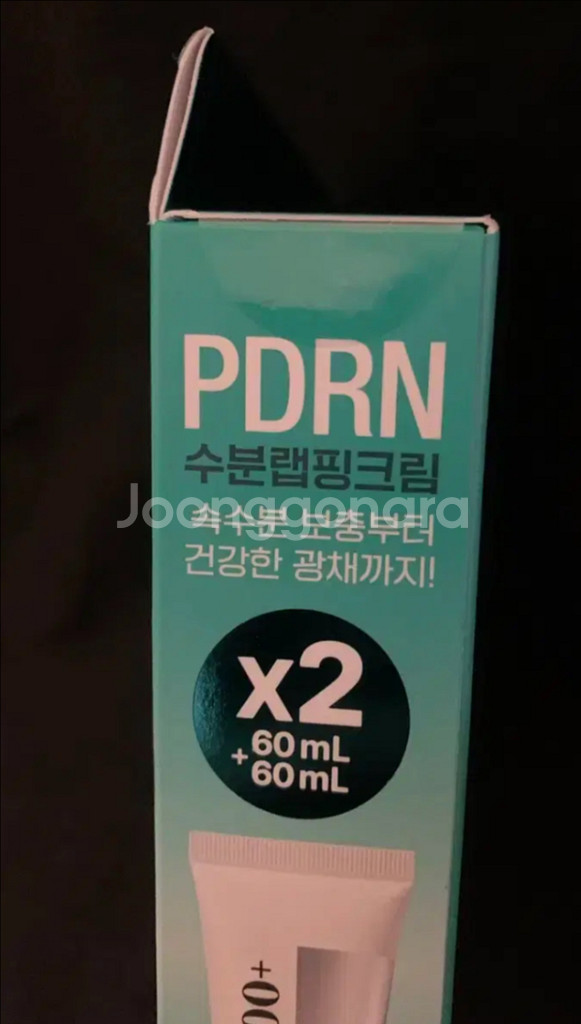 PDRN
수분랩핑크림
Joonggonara
속수분 보충부터
건강한 광채까지!
x2
60 mL
+ 60 mL
00+